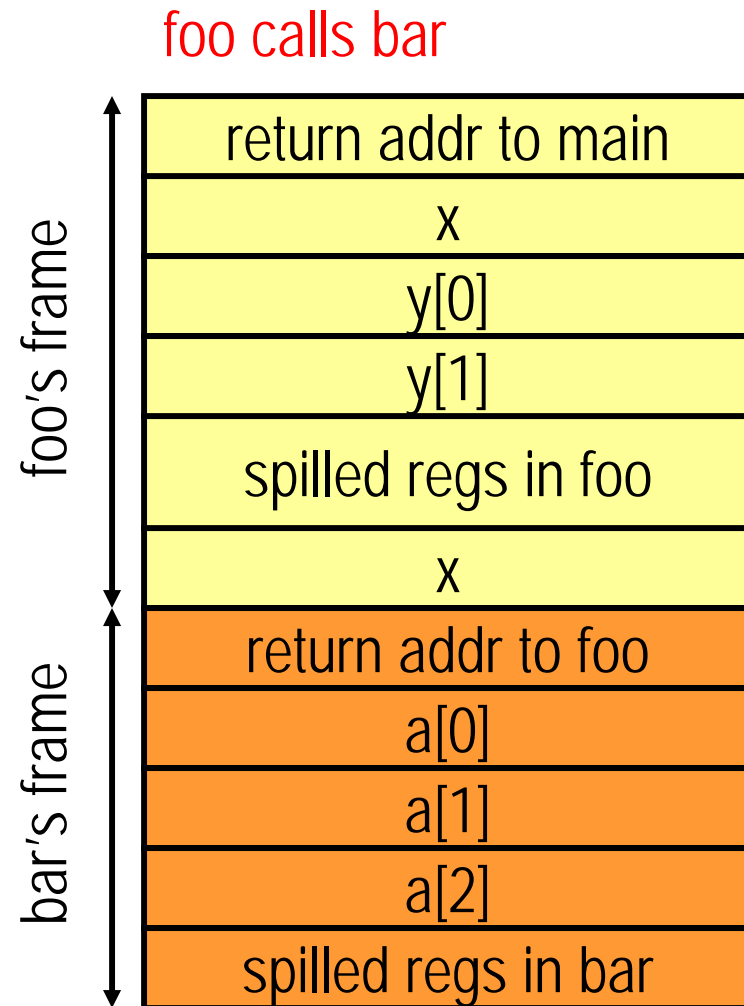 foo calls bar
foo's frame
return addr to main
x
y[0]
y[1]
spilled regs in foo
x
bar's frame
return addr to foo
a[0]
a[1]
a[2]
spilled regs in bar